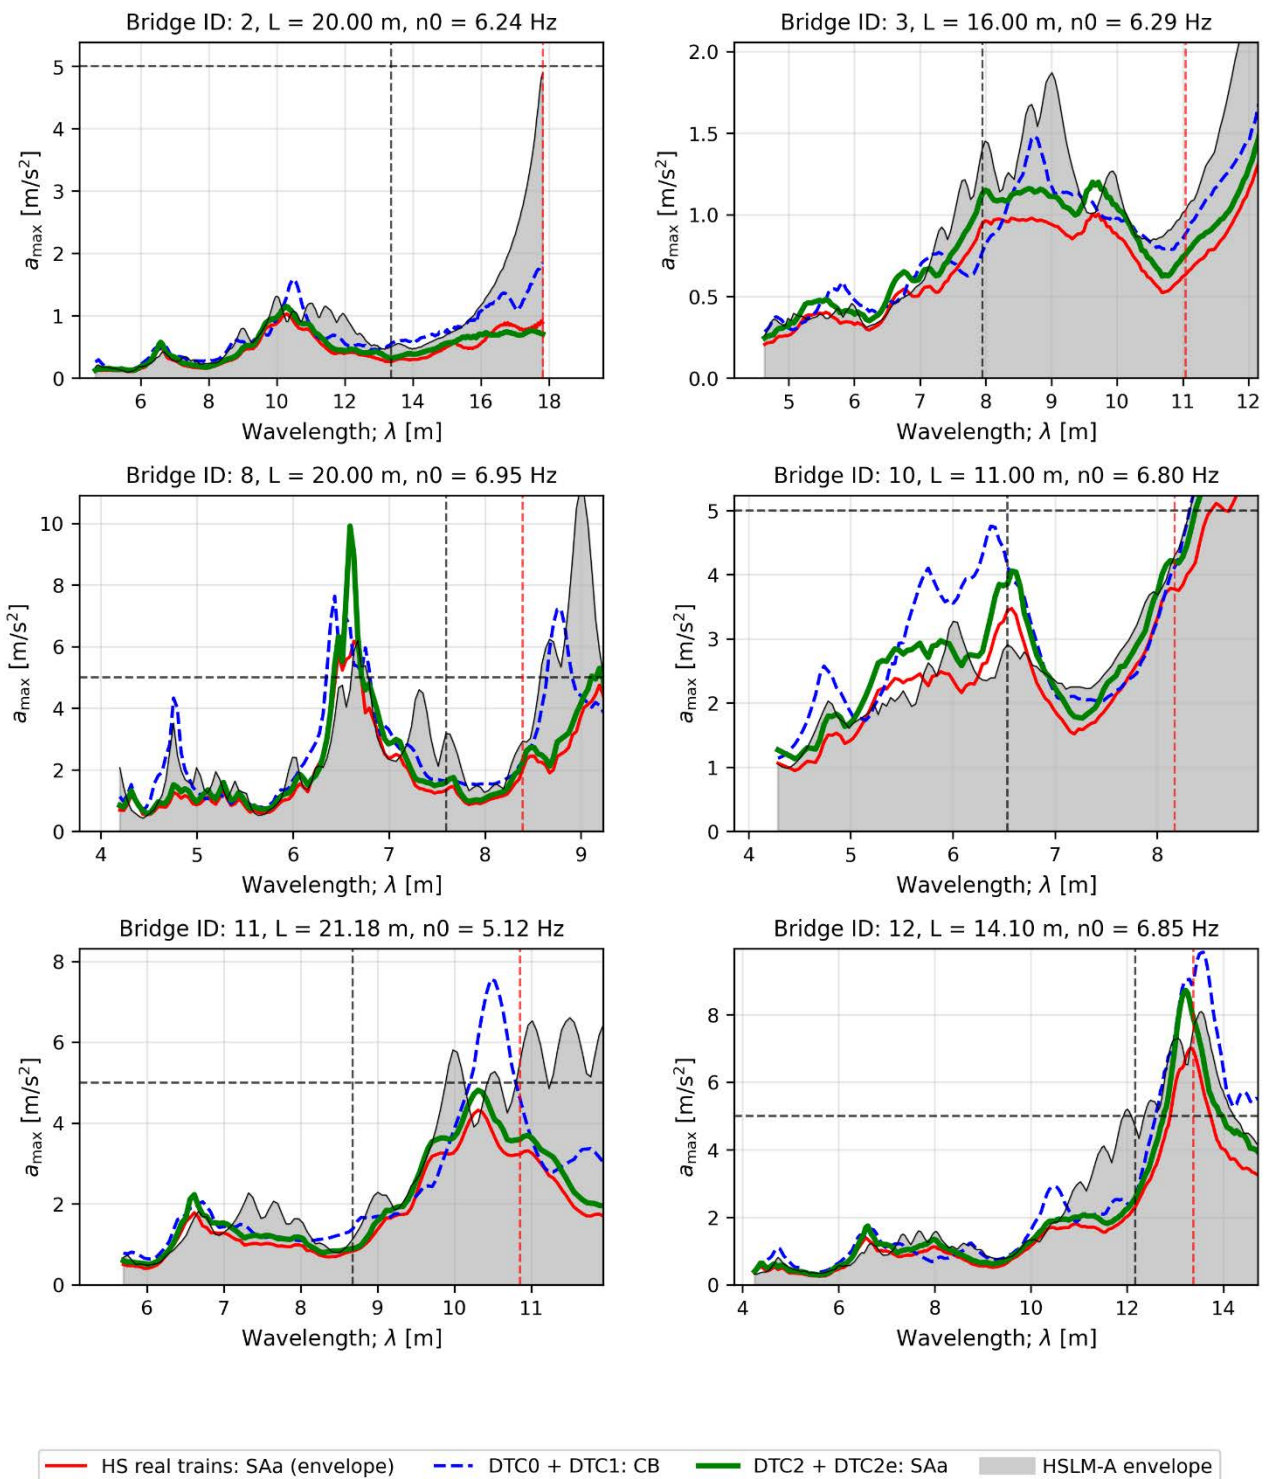 Bridge ID: 2, L = 20.00 m, n0 = 6.24 Hz
5
4
3
2
1
0
a_max [m/s²]
6 8 10 12 14 16 18
Wavelength; λ [m]
Bridge ID: 3, L = 16.00 m, n0 = 6.29 Hz
2.0
1.5
1.0
0.5
0.0
a_max [m/s²]
5 6 7 8 9 10 11 12
Wavelength; λ [m]
Bridge ID: 8, L = 20.00 m, n0 = 6.95 Hz
10
8
6
4
2
0
a_max [m/s²]
4 5 6 7 8 9
Wavelength; λ [m]
Bridge ID: 10, L = 11.00 m, n0 = 6.80 Hz
5
4
3
2
1
0
a_max [m/s²]
4 5 6 7 8
Wavelength; λ [m]
Bridge ID: 11, L = 21.18 m, n0 = 5.12 Hz
8
6
4
2
0
a_max [m/s²]
6 7 8 9 10 11
Wavelength; λ [m]
Bridge ID: 12, L = 14.10 m, n0 = 6.85 Hz
8
6
4
2
0
a_max [m/s²]
4 6 8 10 12 14
Wavelength; λ [m]
HS real trains: SAa (envelope) DTC0 + DTC1: CB DTC2 + DTC2e: SAa HSLM-A envelope